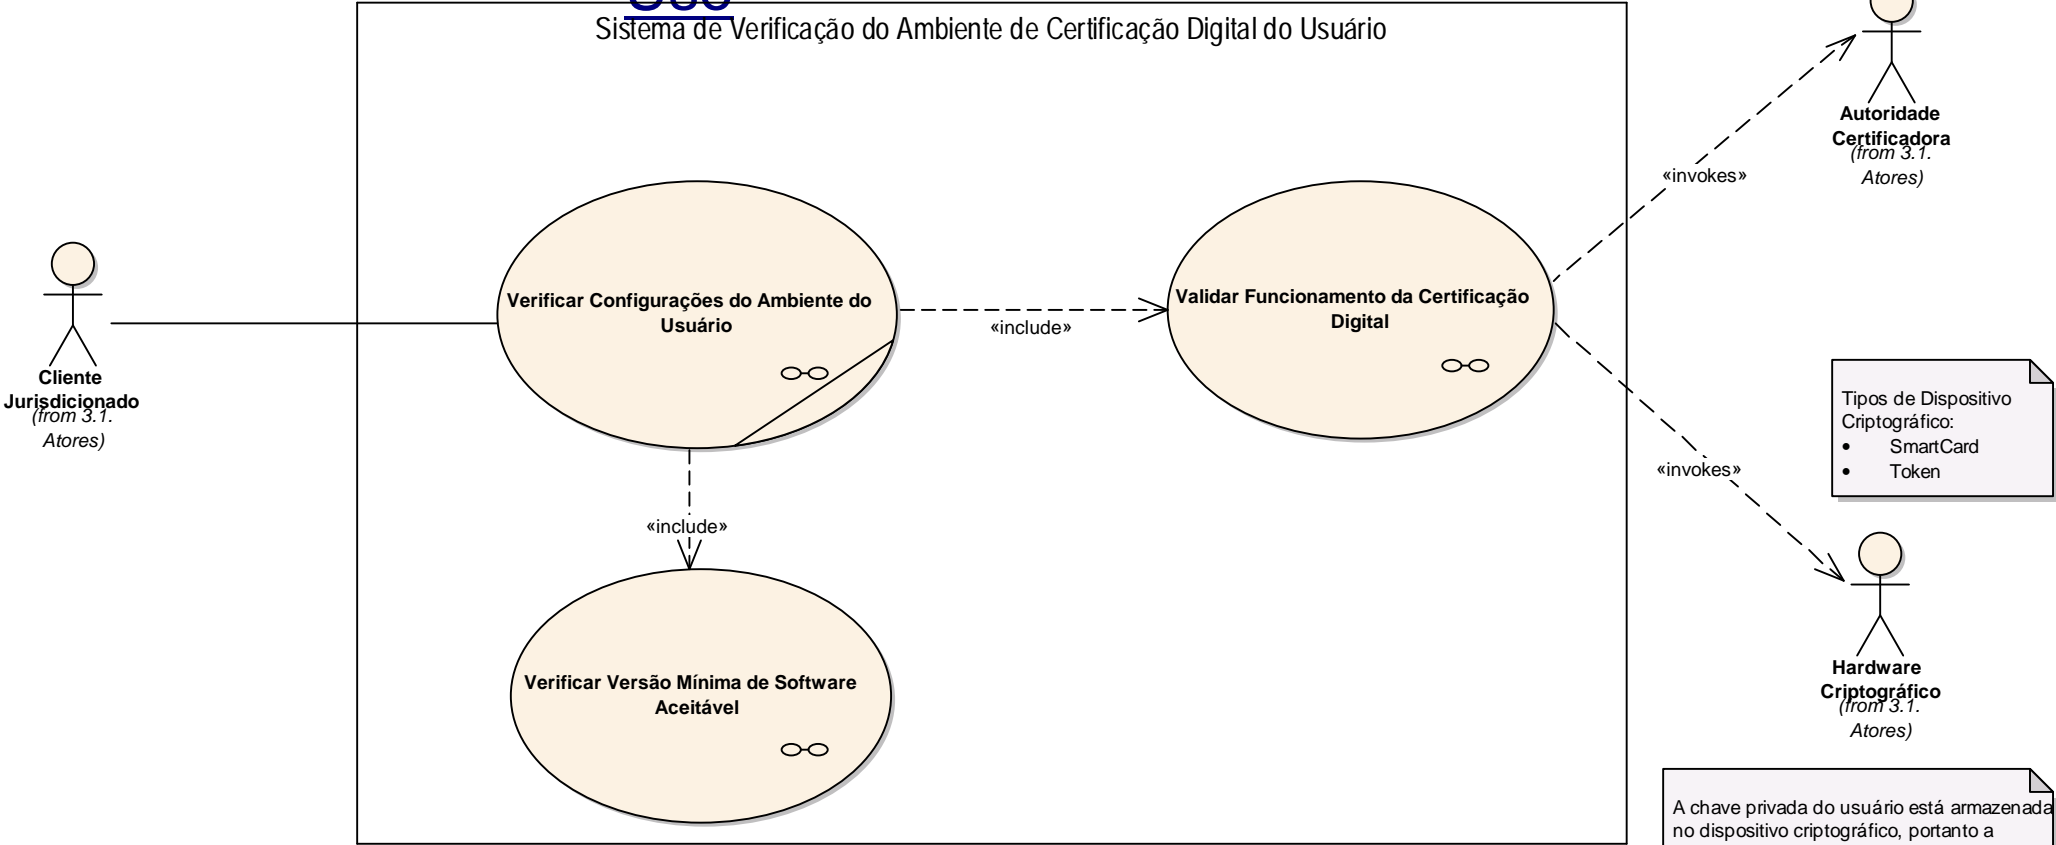 Sistema de Verificação do Ambiente de Certificação Digital do Usuário
Autoridade
Certificadora
(from 3.1.
Atores)
«invokes»
Verificar Configurações do Ambiente do
Usuário
«include»
Validar Funcionamento da Certificação
Digital
Cliente
Jurisdicionado
(from 3.1.
Atores)
Tipos de Dispositivo
Criptográfico:
• SmartCard
• Token
«invokes»
«include»
Verificar Versão Mínima de Software
Aceitável
Hardware
Criptográfico
(from 3.1.
Atores)
A chave privada do usuário está armazenada
no dispositivo criptográfico, portanto a